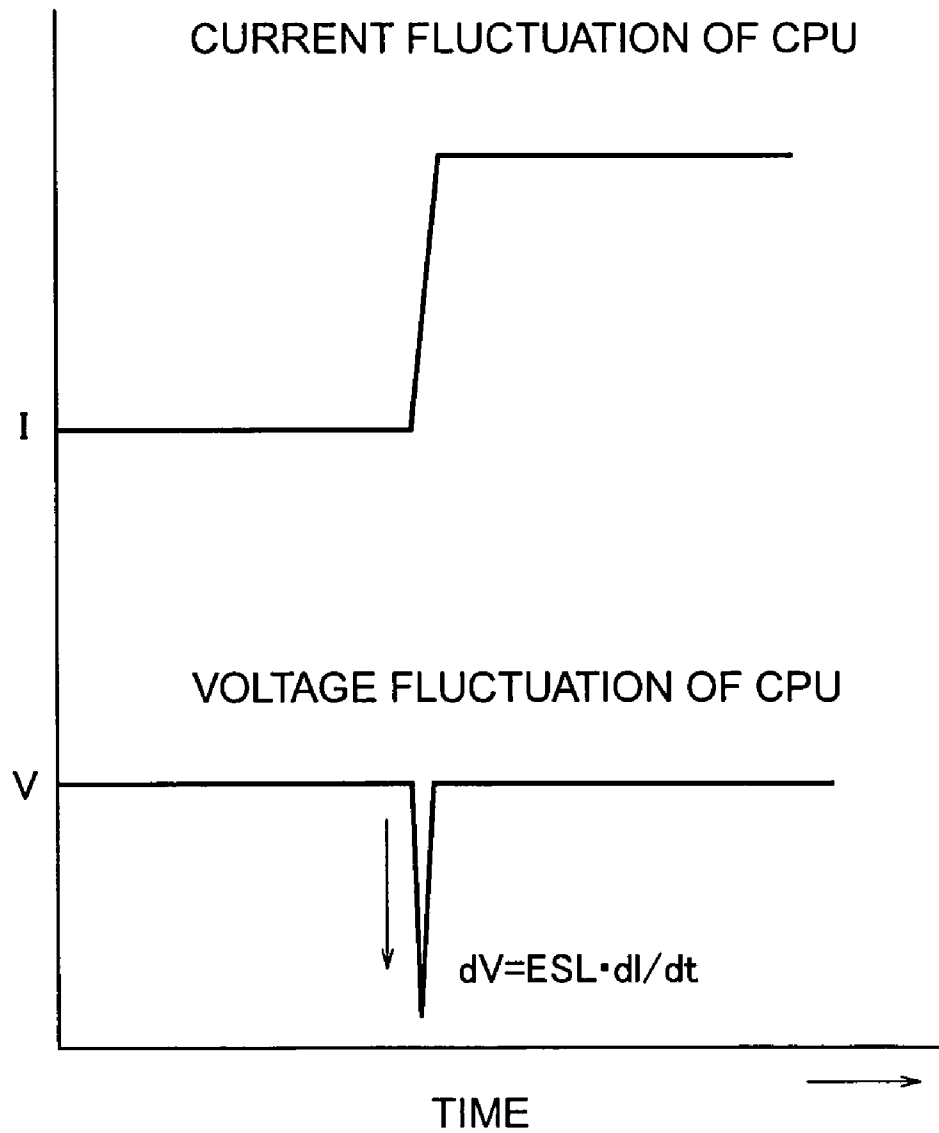 CURRENT FLUCTUATION OF CPU
I
VOLTAGE FLUCTUATION OF CPU
V
dV=ESL·dI/dt
TIME